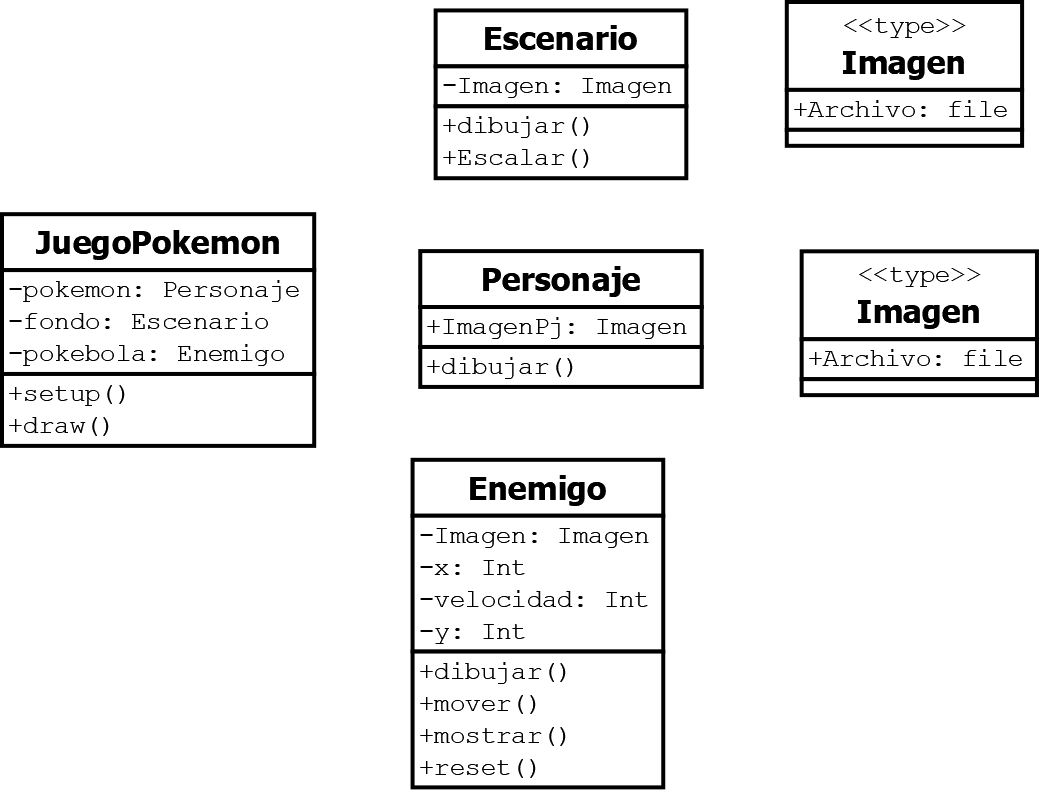 Escenario
-Imagen: Imagen
+dibujar()
+Escalar()
<<type>>
Imagen
+Archivo: file
JuegoPokemon
-pokemon: Personaje
-fondo: Escenario
-pokebola: Enemigo
+setup()
+draw()
Personaje
+ImagenPj: Imagen
+dibujar()
<<type>>
Imagen
+Archivo: file
Enemigo
-Imagen: Imagen
-x: Int
-velocidad: Int
-y: Int
+dibujar()
+mover()
+mostrar()
+reset()